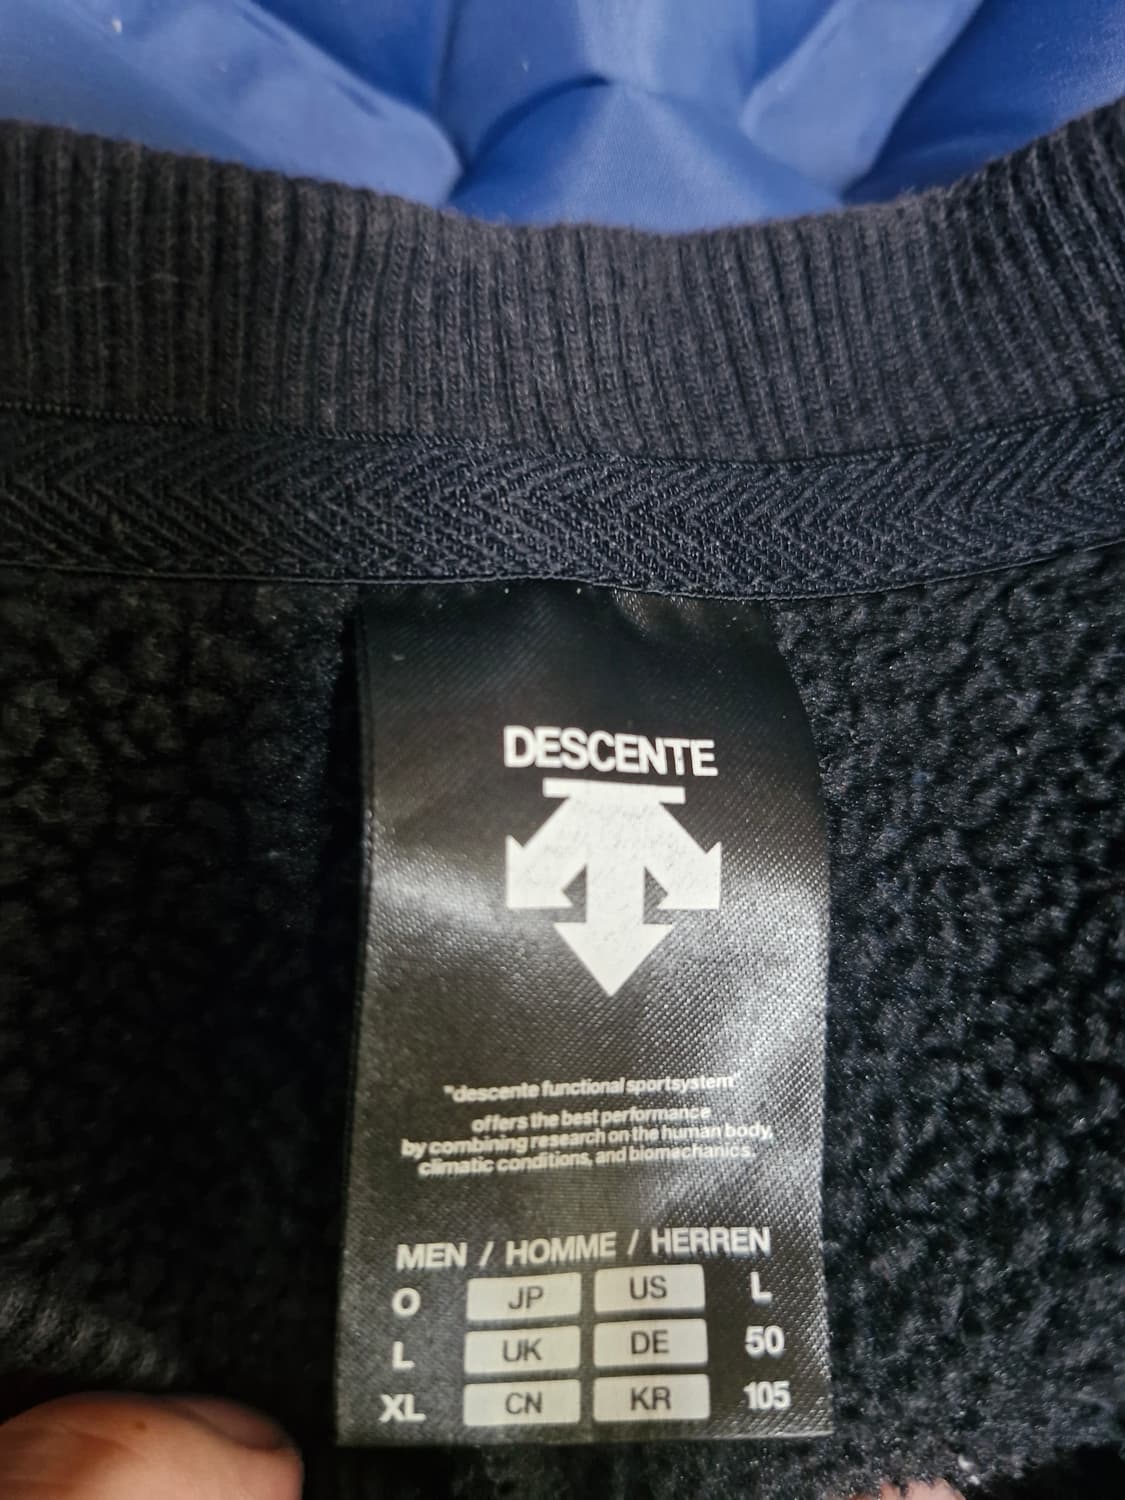 DESCENTE
"descente functional sportsystem"
offers the best performance
by combining research on the human body,
climatic conditions, and biomechanics.
MEN / HOMME / HERREN
O JP US L
L UK DE 50
XL CN KR 105